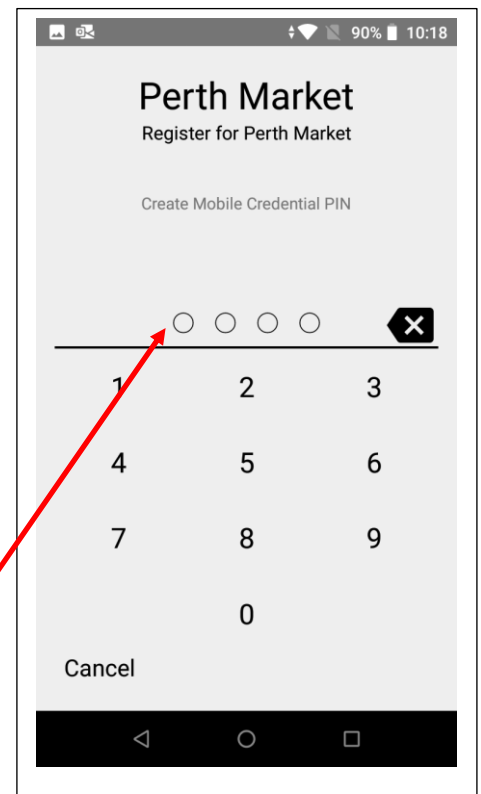 90% 10:18
Perth Market
Register for Perth Market
Create Mobile Credential PIN
1 2 3
4 5 6
7 8 9
0
Cancel